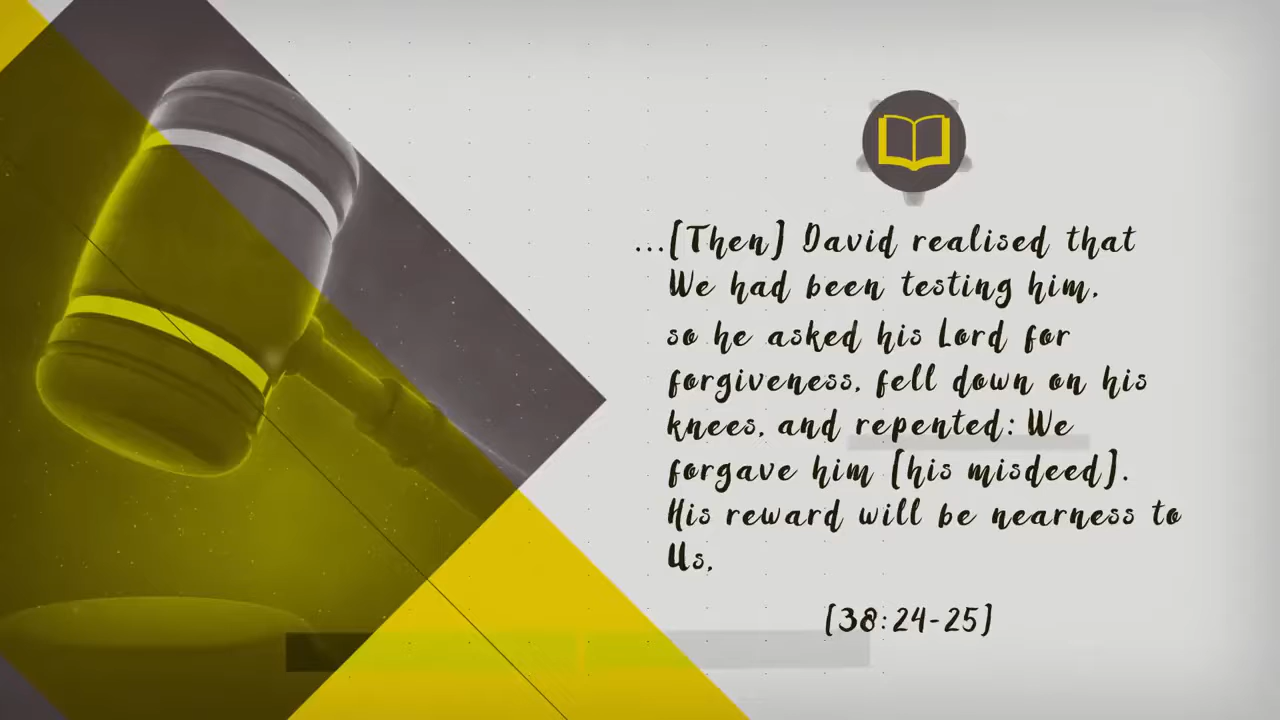 ...[Then] David realised that
We had been testing him,
so he asked his Lord for
forgiveness, fell down on his
knees, and repented: We
forgave him [his misdeed].
His reward will be nearness to
Us,
[38:24-25]